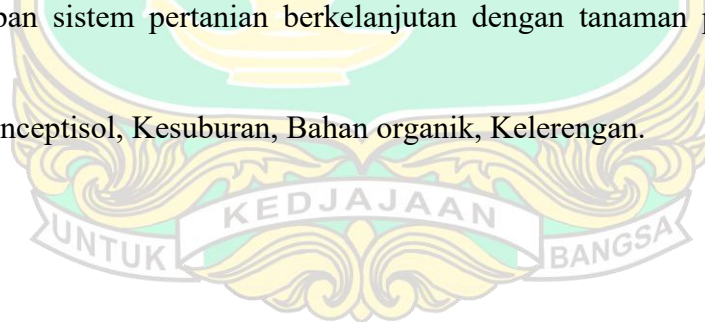 pan sistem pertanian berkelanjutan dengan tanaman
nceptisol, Kesuburan, Bahan organik, Kelerengan.
UNTUK KEDJAJAAN BANGSA